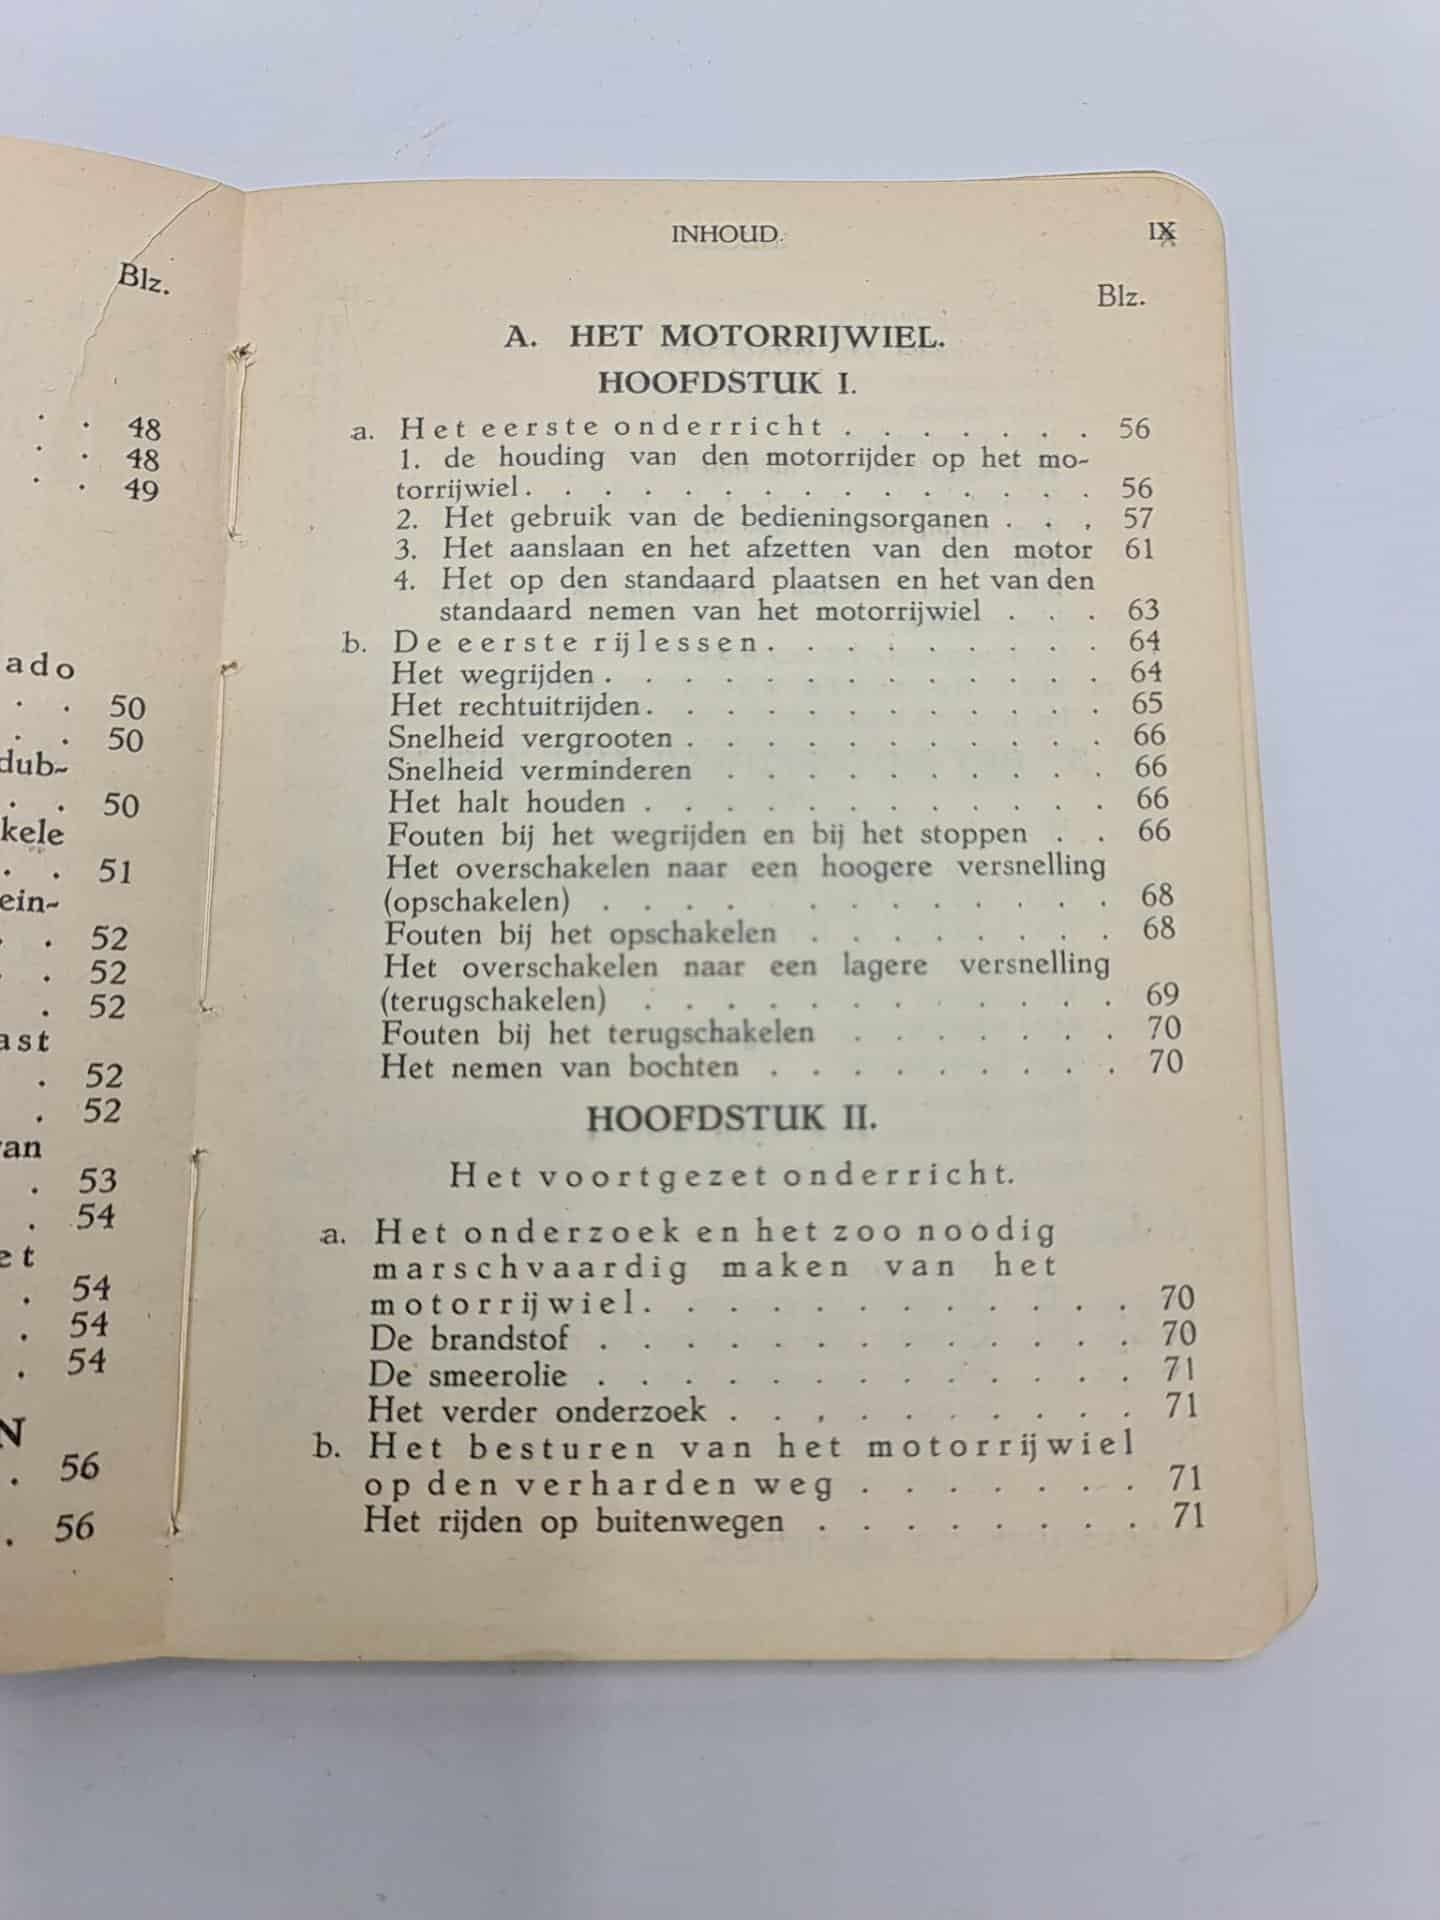 Blz.
. . 48
. . 48
. . 49
ado
. . 50
. . 50
dub-
. . 50
kele
. . 51
ein-
. . 52
. . 52
. 52
ast
. 52
. 52
van
. 53
. 54
et
. 54
. 54
. 54
N
. 56
. 56
INHOUD. IX
Blz.
A. HET MOTORRIJWIEL.
HOOFDSTUK I.
a. Het eerste onderricht . . . . . . . 56
1. de houding van den motorrijder op het mo-
torrijwiel. . . . . . . . . . . . . . . 56
2. Het gebruik van de bedieningsorganen . . . 57
3. Het aanslaan en het afzetten van den motor 61
4. Het op den standaard plaatsen en het van den
standaard nemen van het motorrijwiel . . . 63
b. De eerste rijlessen. . . . . . . . . 64
Het wegrijden . . . . . . . . . . . . 64
Het rechtuitrijden. . . . . . . . . . . 65
Snelheid vergrooten . . . . . . . . . . 66
Snelheid verminderen . . . . . . . . . 66
Het halt houden . . . . . . . . . . . 66
Fouten bij het wegrijden en bij het stoppen . . 66
Het overschakelen naar een hoogere versnelling
(opschakelen) . . . . . . . . . . . . 68
Fouten bij het opschakelen . . . . . . . 68
Het overschakelen naar een lagere versnelling
(terugschakelen) . . . . . . . . . . . 69
Fouten bij het terugschakelen . . . . . . 70
Het nemen van bochten . . . . . . . . . 70
HOOFDSTUK II.
Het voortgezet onderricht.
a. Het onderzoek en het zoo noodig
marschvaardig maken van het
motorrijwiel. . . . . . . . . . . . 70
De brandstof . . . . . . . . . . . . . 70
De smeerolie . . . . . . . . . . . . . 71
Het verder onderzoek . . . . . . . . . . 71
b. Het besturen van het motorrijwiel
op den verharden weg . . . . . . . 71
Het rijden op buitenwegen . . . . . . . . 71